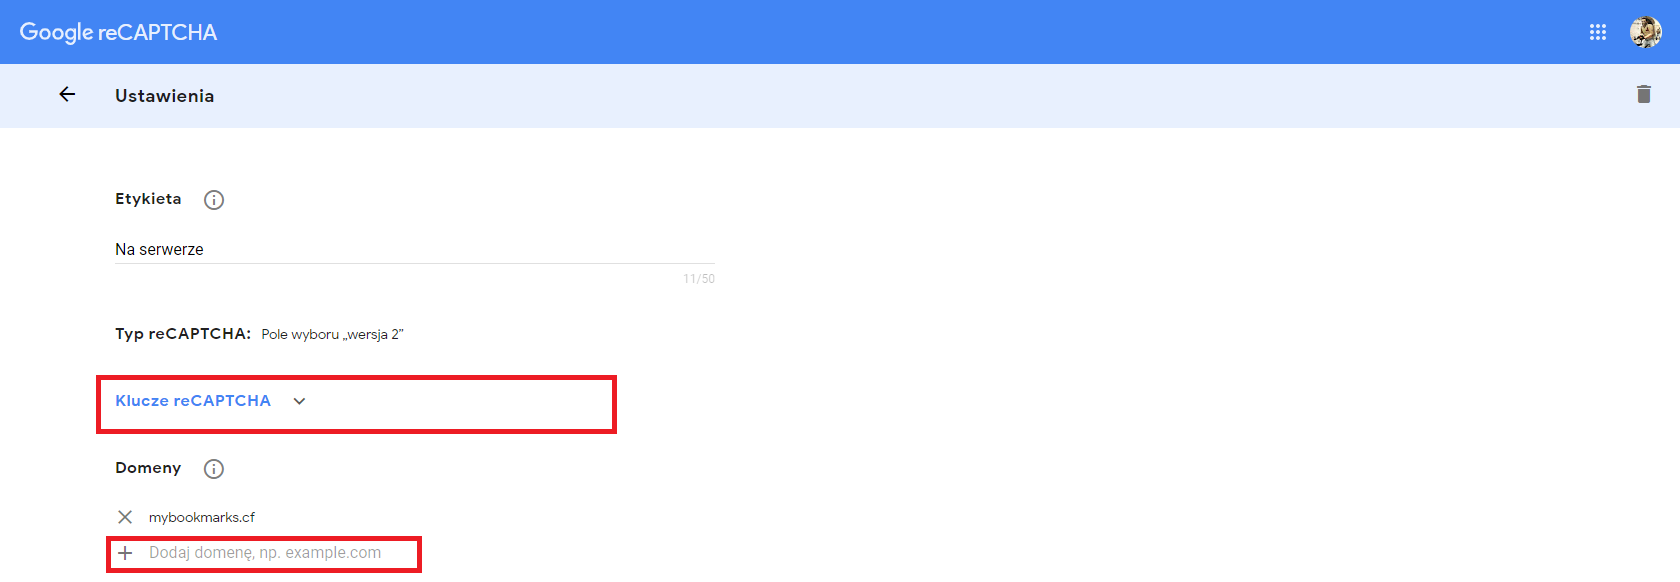 Google reCAPTCHA
Ustawienia
Etykieta
Na serwerze
11/50
Typ reCAPTCHA: Pole wyboru „wersja 2”
Klucze reCAPTCHA
Domeny
mybookmarks.cf
Dodaj domenę, np. example.com